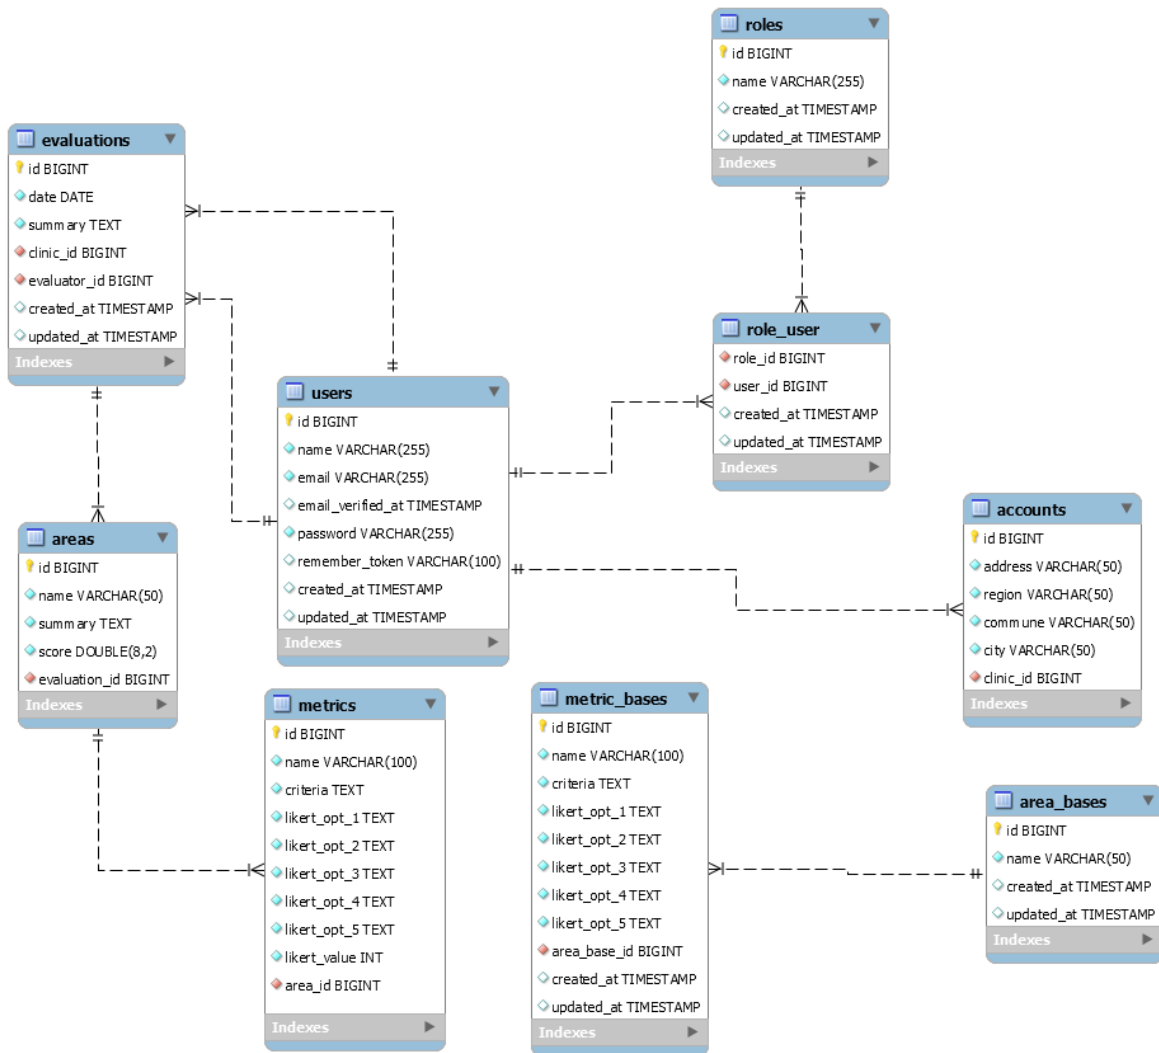 roles
id BIGINT
name VARCHAR(255)
created_at TIMESTAMP
updated_at TIMESTAMP
Indexes
evaluations
id BIGINT
date DATE
summary TEXT
clinic_id BIGINT
evaluator_id BIGINT
created_at TIMESTAMP
updated_at TIMESTAMP
Indexes
role_user
role_id BIGINT
user_id BIGINT
created_at TIMESTAMP
updated_at TIMESTAMP
Indexes
users
id BIGINT
name VARCHAR(255)
email VARCHAR(255)
email_verified_at TIMESTAMP
password VARCHAR(255)
remember_token VARCHAR(100)
created_at TIMESTAMP
updated_at TIMESTAMP
Indexes
accounts
id BIGINT
address VARCHAR(50)
region VARCHAR(50)
commune VARCHAR(50)
city VARCHAR(50)
clinic_id BIGINT
Indexes
areas
id BIGINT
name VARCHAR(50)
summary TEXT
score DOUBLE(8,2)
evaluation_id BIGINT
Indexes
metrics
id BIGINT
name VARCHAR(100)
criteria TEXT
likert_opt_1 TEXT
likert_opt_2 TEXT
likert_opt_3 TEXT
likert_opt_4 TEXT
likert_opt_5 TEXT
likert_value INT
area_id BIGINT
Indexes
metric_bases
id BIGINT
name VARCHAR(100)
criteria TEXT
likert_opt_1 TEXT
likert_opt_2 TEXT
likert_opt_3 TEXT
likert_opt_4 TEXT
likert_opt_5 TEXT
area_base_id BIGINT
created_at TIMESTAMP
updated_at TIMESTAMP
Indexes
area_bases
id BIGINT
name VARCHAR(50)
created_at TIMESTAMP
updated_at TIMESTAMP
Indexes